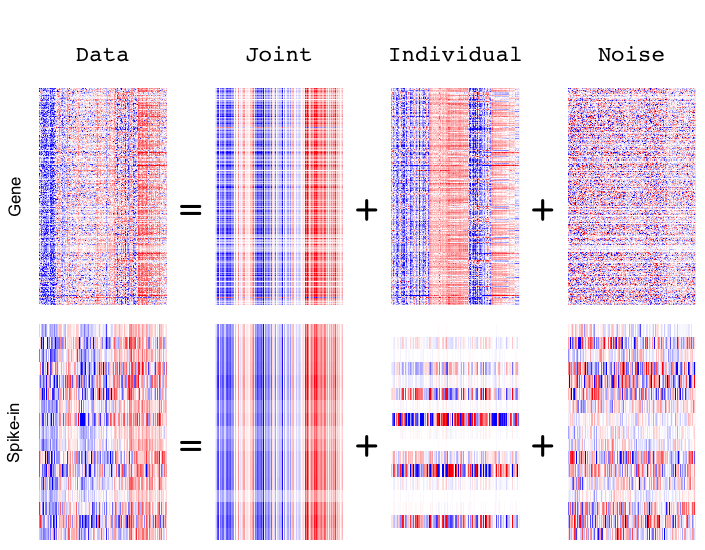 Data Joint Individual Noise
Gene
= + +
Spike-in
= + +